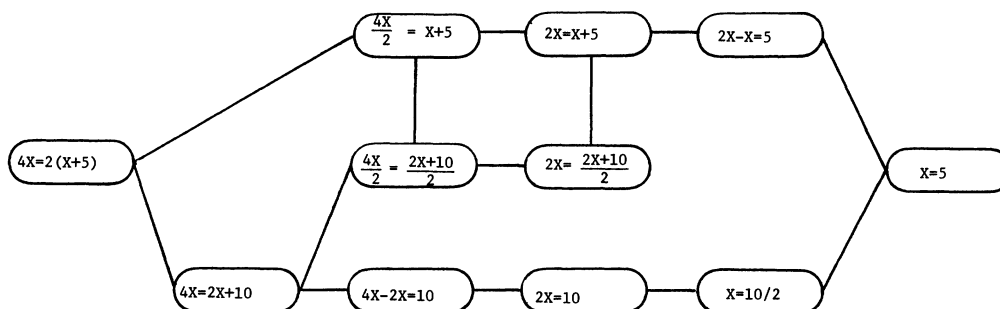 4X/2 = X+5
2X=X+5
2X-X=5
4X=2(X+5)
4X/2 = 2X+10/2
2X= 2X+10/2
X=5
4X=2X+10
4X-2X=10
2X=10
X=10/2